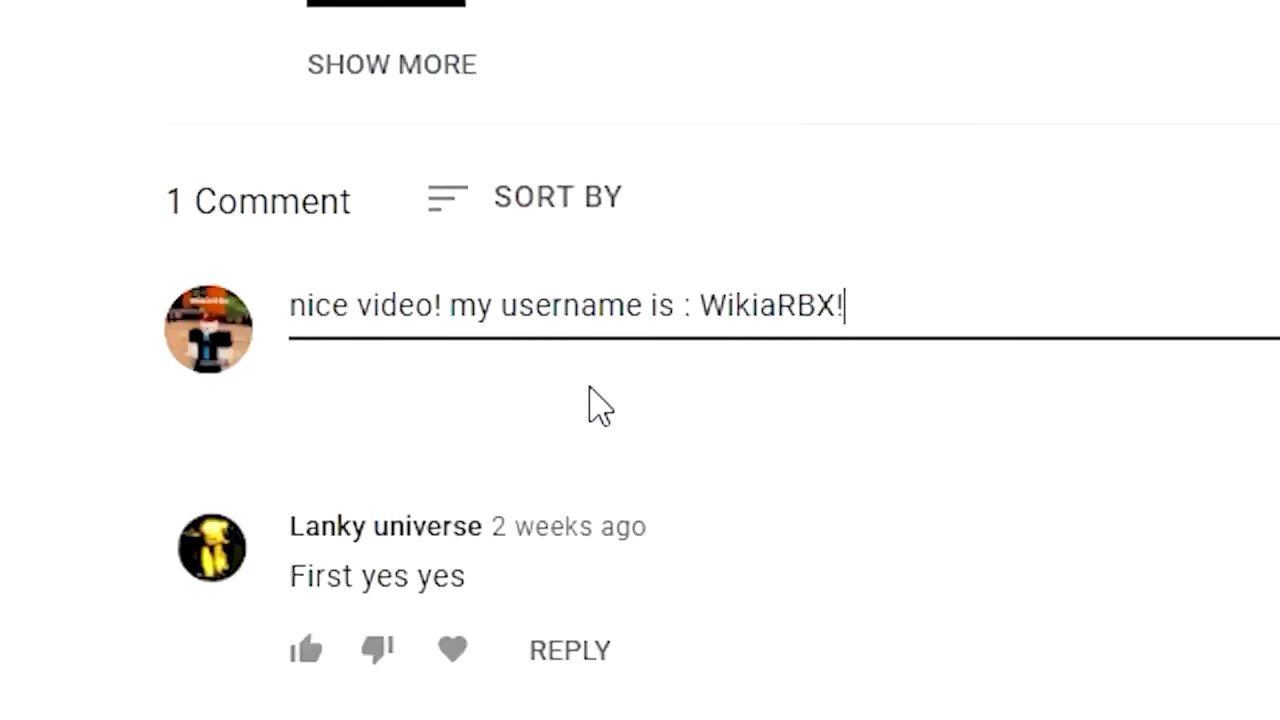 SHOW MORE
1 Comment
SORT BY
nice video! my username is : WikiaRBX!
Lanky universe 2 weeks ago
First yes yes
REPLY